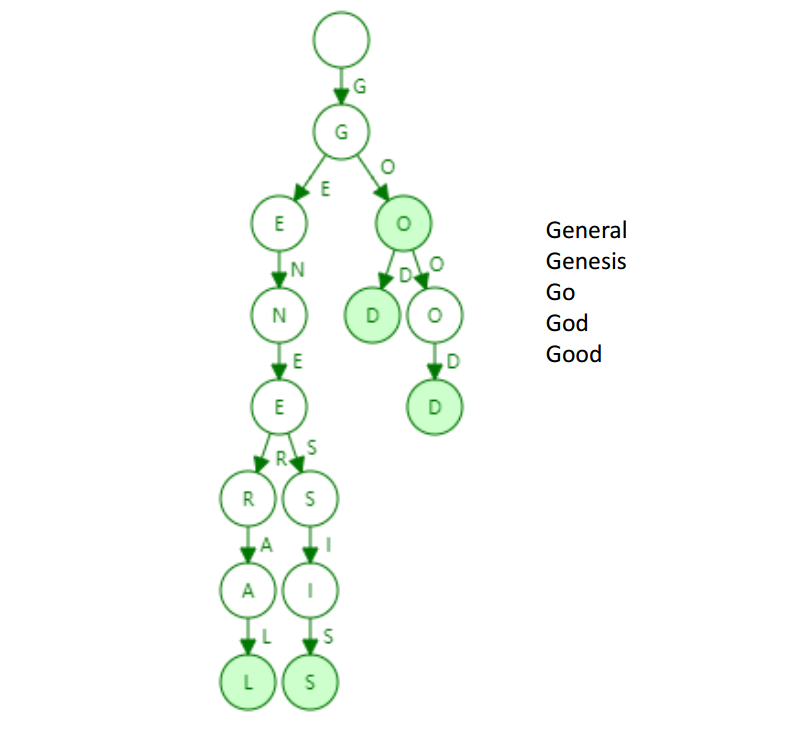 G
G
E O
E O
N D O
N D O
E D
E D
R S
R S
A I
A I
L S
L S
General
Genesis
Go
God
Good